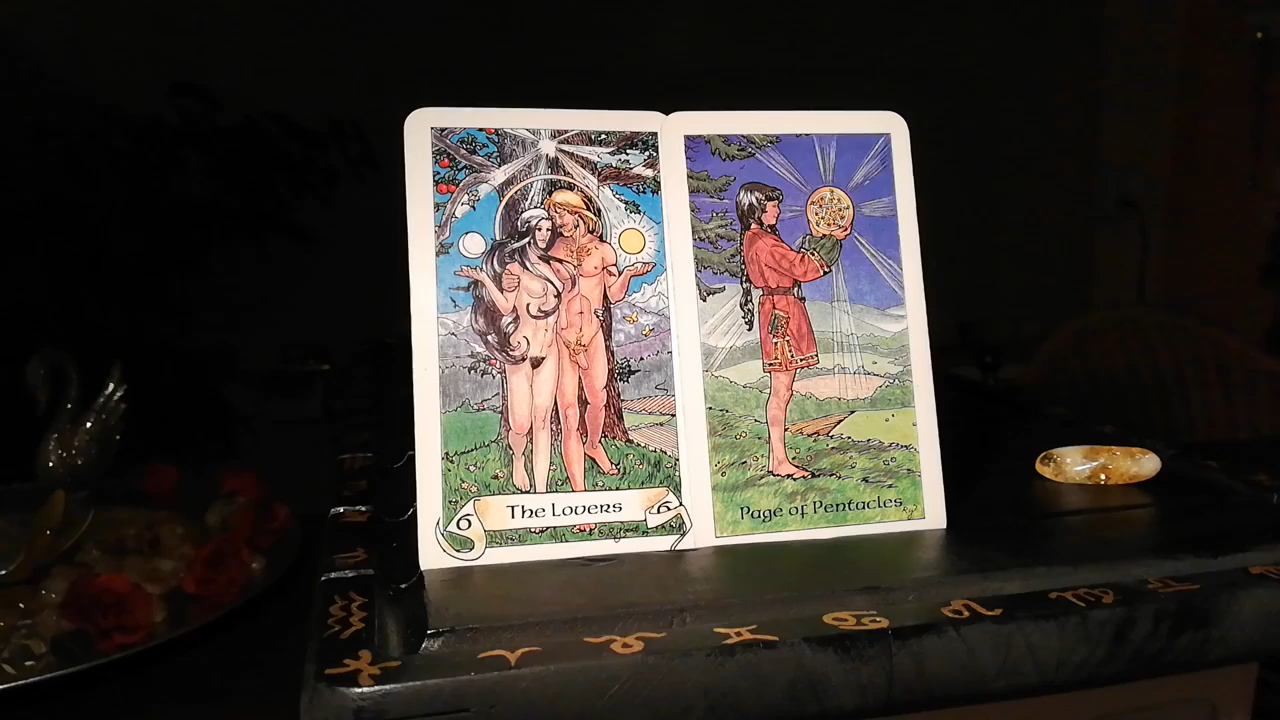 6 The Lovers 6
Page of Pentacles
♓ ♈ ♉ ♊ ♋ ♌ ♍ ♎
♒